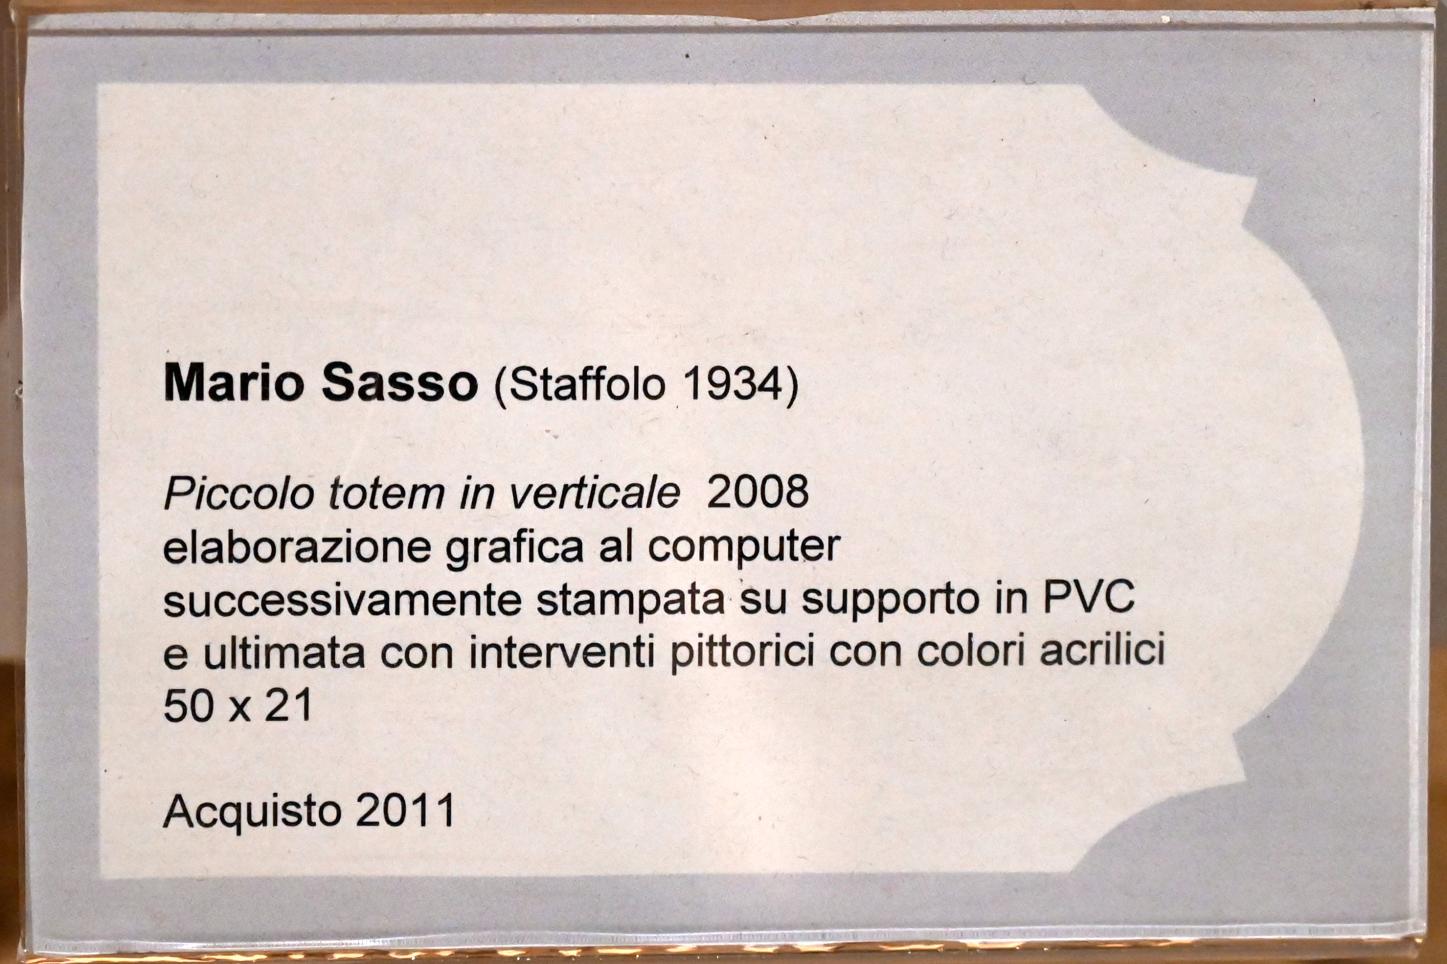 Mario Sasso (Staffolo 1934)
Piccolo totem in verticale 2008
elaborazione grafica al computer
successivamente stampata su supporto in PVC
e ultimata con interventi pittorici con colori acrilici
50 x 21
Acquisto 2011